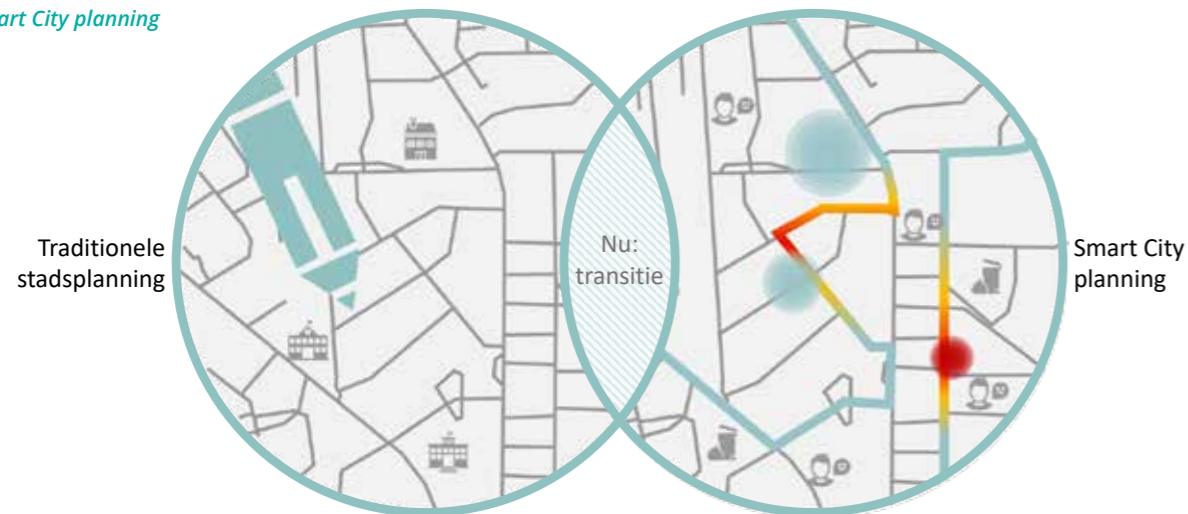 art City planning
Traditionele
stadsplanning
Nu:
transitie
Smart City
planning